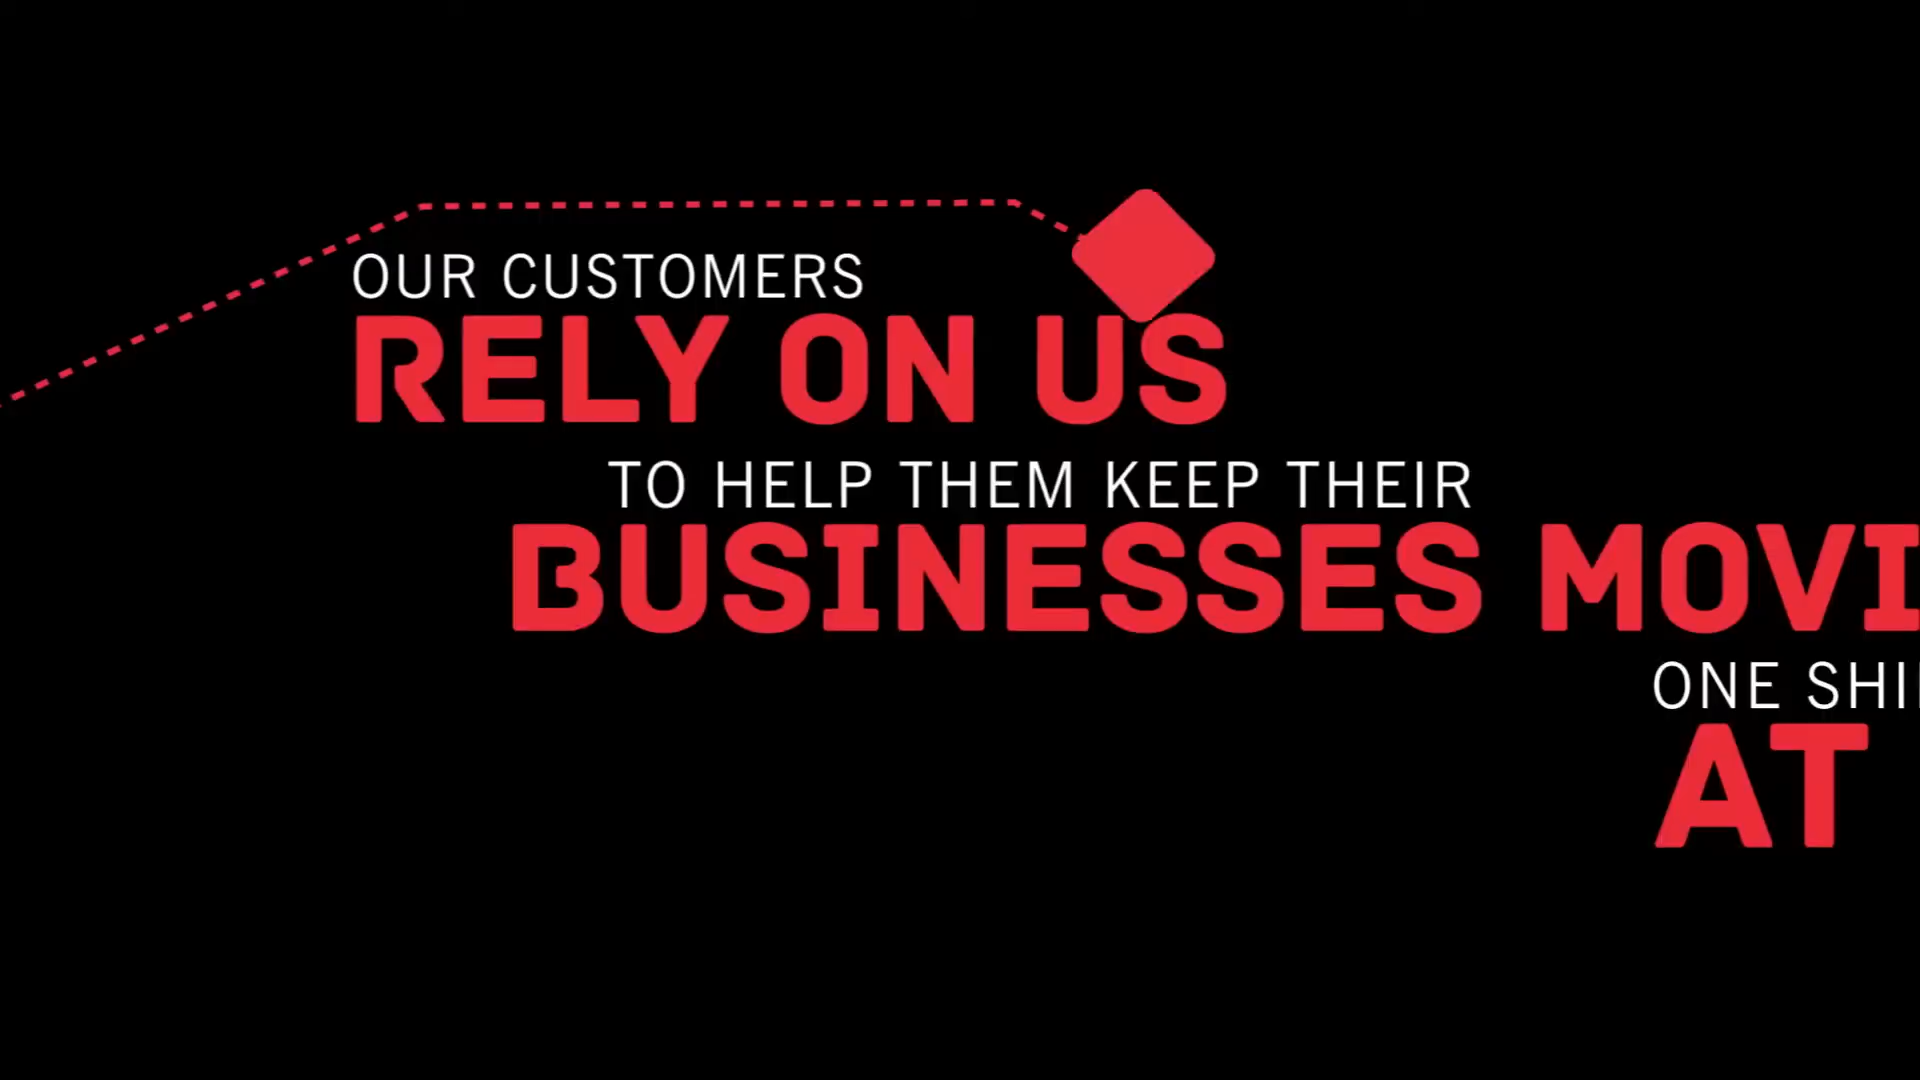 OUR CUSTOMERS
RELY ON US
TO HELP THEM KEEP THEIR
BUSINESSES MOVI
ONE SHI
AT